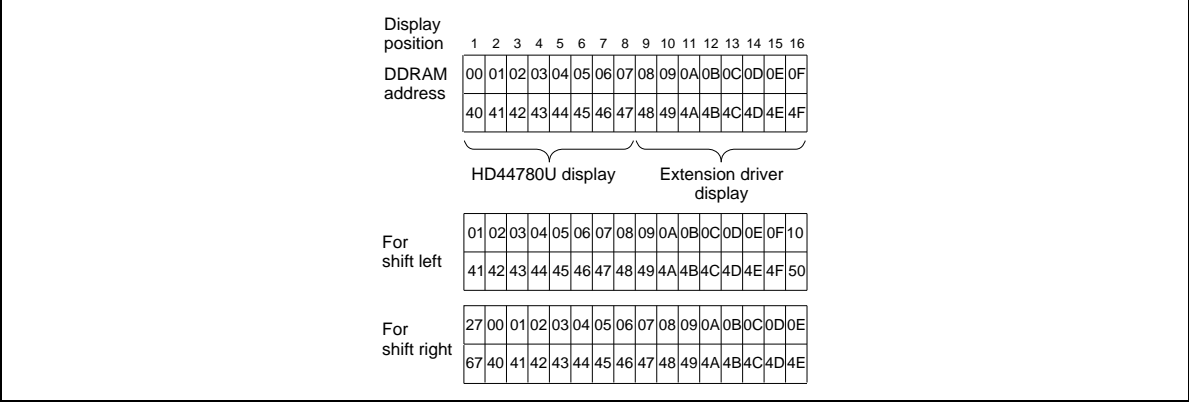 Display
position 1 2 3 4 5 6 7 8 9 10 11 12 13 14 15 16
DDRAM
address
00 01 02 03 04 05 06 07 08 09 0A 0B 0C 0D 0E 0F
40 41 42 43 44 45 46 47 48 49 4A 4B 4C 4D 4E 4F
HD44780U display
Extension driver
display
For
shift left
01 02 03 04 05 06 07 08 09 0A 0B 0C 0D 0E 0F 10
41 42 43 44 45 46 47 48 49 4A 4B 4C 4D 4E 4F 50
For
shift right
27 00 01 02 03 04 05 06 07 08 09 0A 0B 0C 0D 0E
67 40 41 42 43 44 45 46 47 48 49 4A 4B 4C 4D 4E